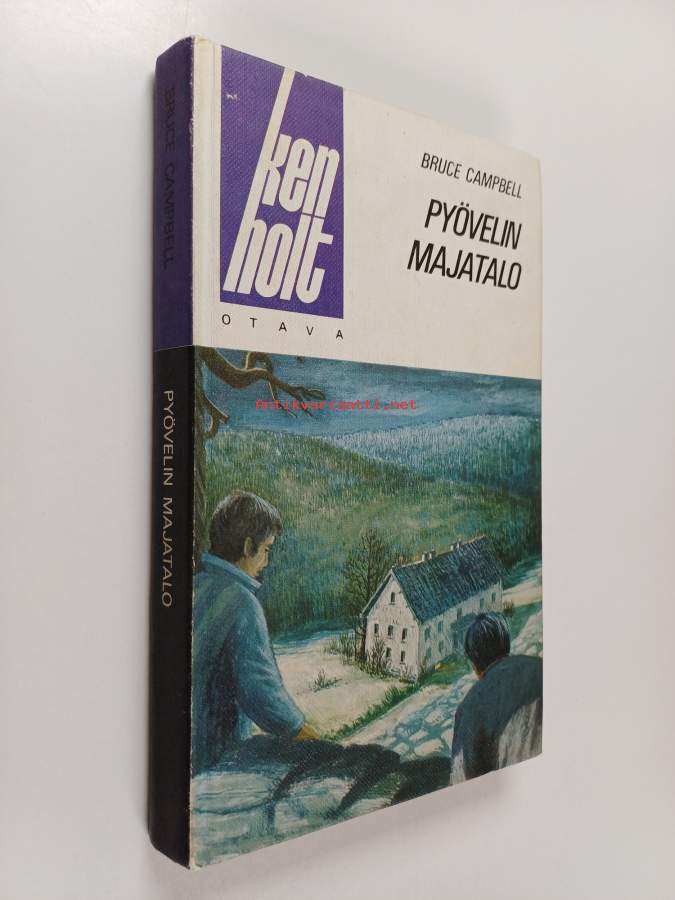 BRUCE CAMPBELL
PYÖVELIN MAJATALO
ken
holt
OTAVA
BRUCE CAMPBELL
PYÖVELIN
MAJATALO
Antikvariaatti.net